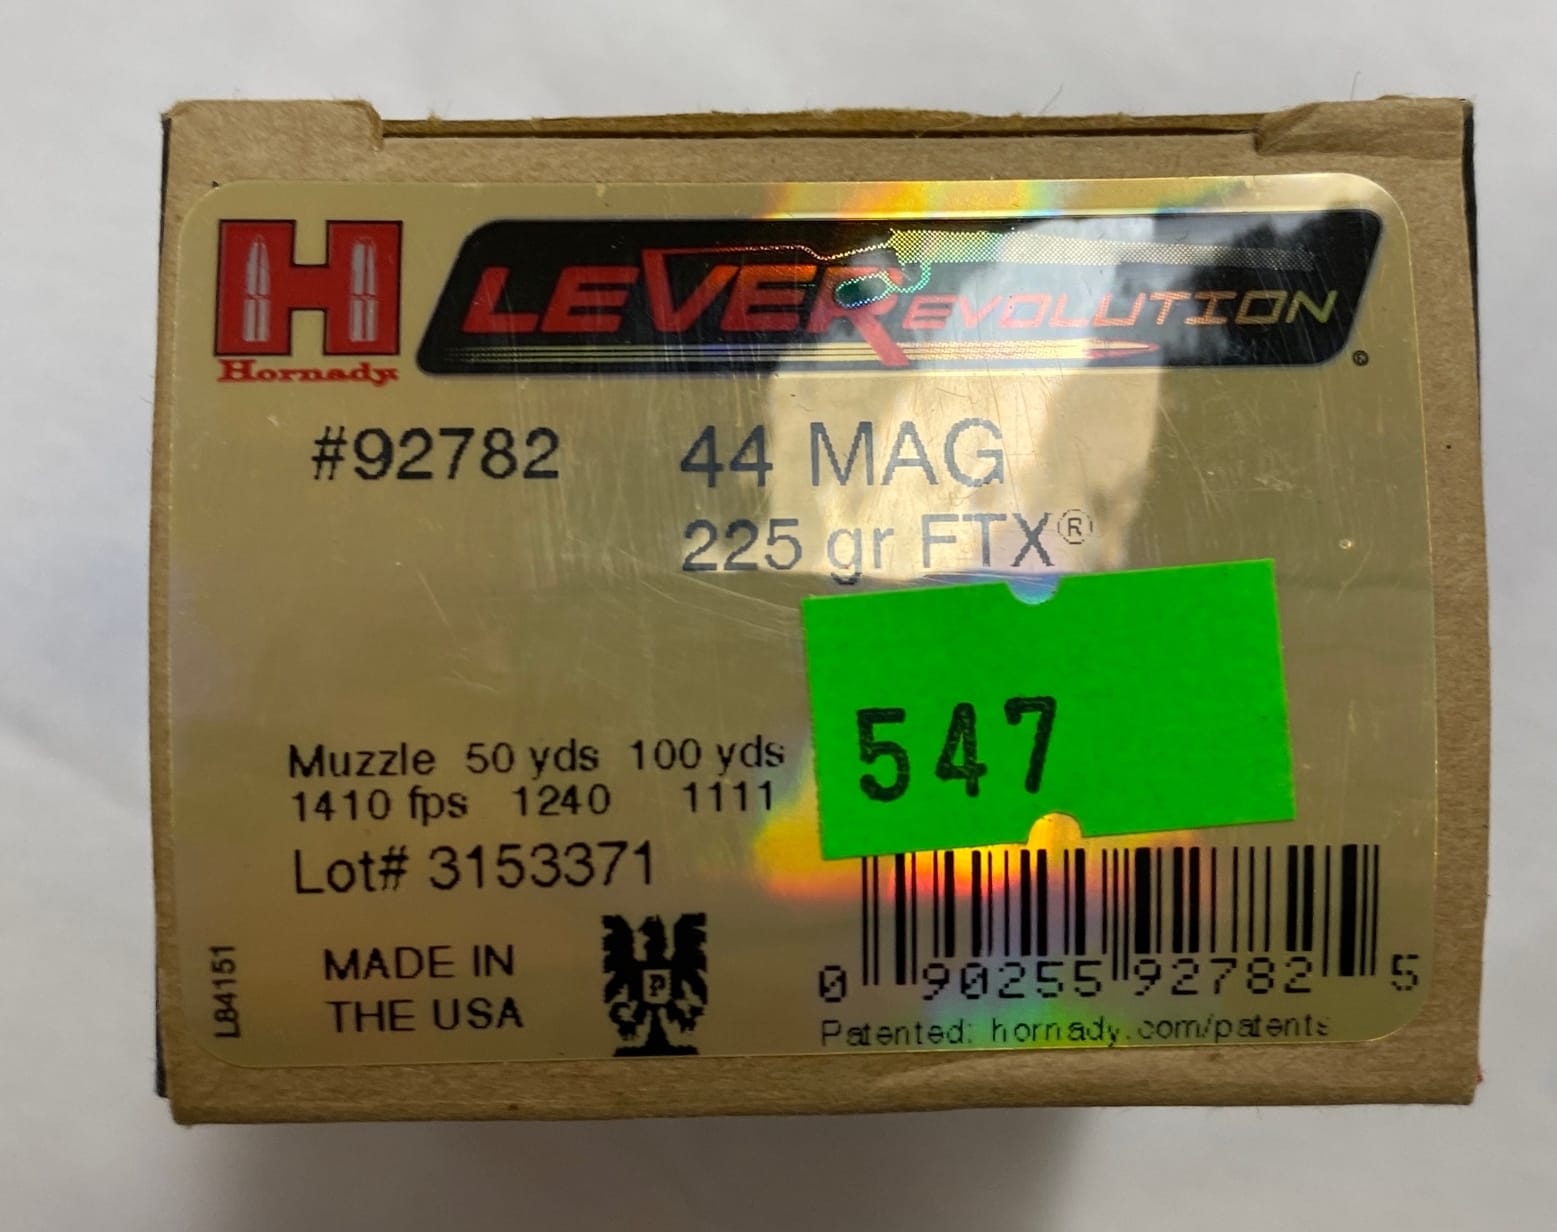 Hornady
LEVEREVOLUTION
®
#92782 44 MAG
225 gr FTX®
547
Muzzle 50 yds 100 yds
1410 fps 1240 1111
Lot# 3153371
L84151
MADE IN
THE USA
P
0 90255 92782 5
Patented: hornady.com/patents